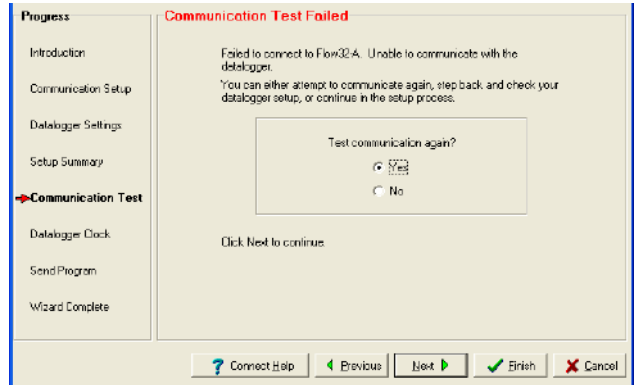 Progress
Introduction
Communication Setup
Datalogger Settings
Setup Summary
Communication Test
Datalogger Clock
Send Program
Wizard Complete
Communication Test Failed
Failed to connect to Flow32-A. Unable to communicate with the
datalogger.
You can either attempt to communicate again, step back and check your
datalogger setup, or continue in the setup process.
Test communication again?
Yes
No
Click Next to continue.
? Connect Help
Previous
Next
Finish
Cancel